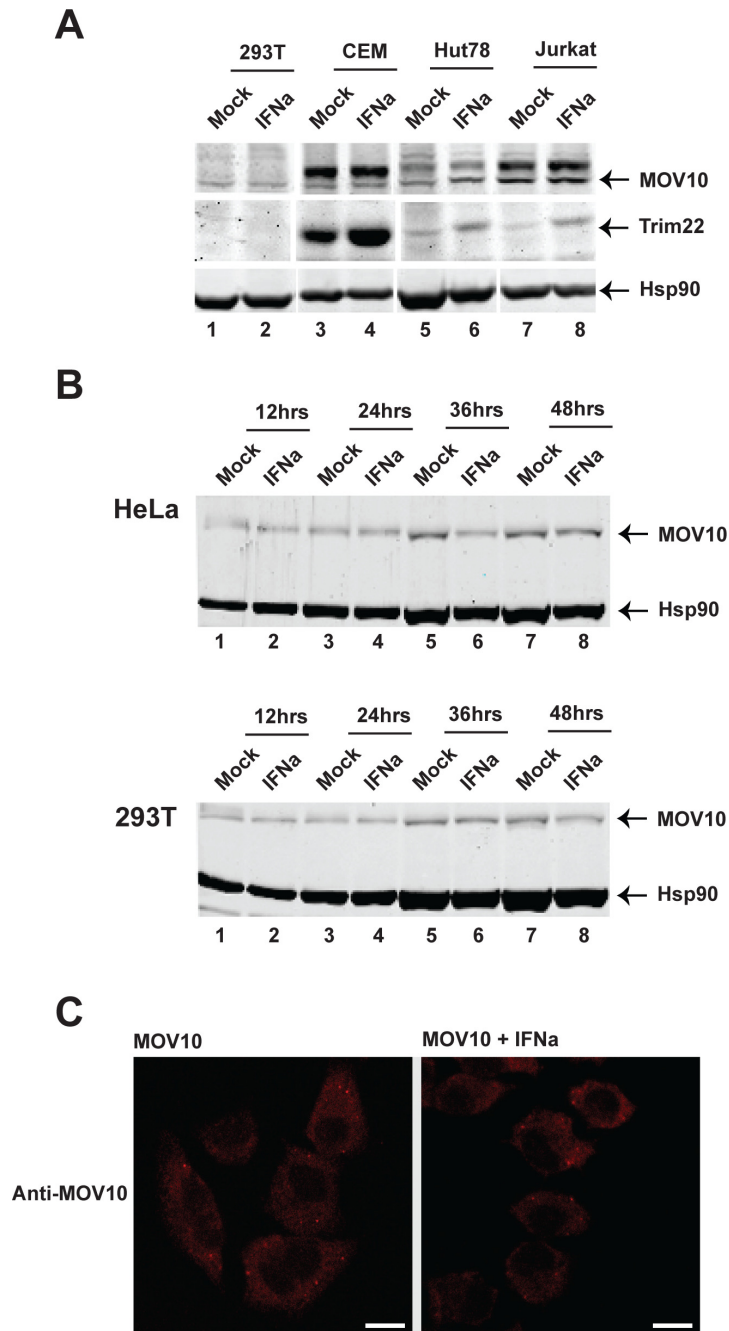 A
293T CEM Hut78 Jurkat
Mock IFNa Mock IFNa Mock IFNa Mock IFNa
MOV10
Trim22
Hsp90
1 2 3 4 5 6 7 8
B
12hrs 24hrs 36hrs 48hrs
Mock IFNa Mock IFNa Mock IFNa Mock IFNa
HeLa
MOV10
Hsp90
1 2 3 4 5 6 7 8
12hrs 24hrs 36hrs 48hrs
Mock IFNa Mock IFNa Mock IFNa Mock IFNa
293T
MOV10
Hsp90
1 2 3 4 5 6 7 8
C
MOV10 MOV10 + IFNa
Anti-MOV10